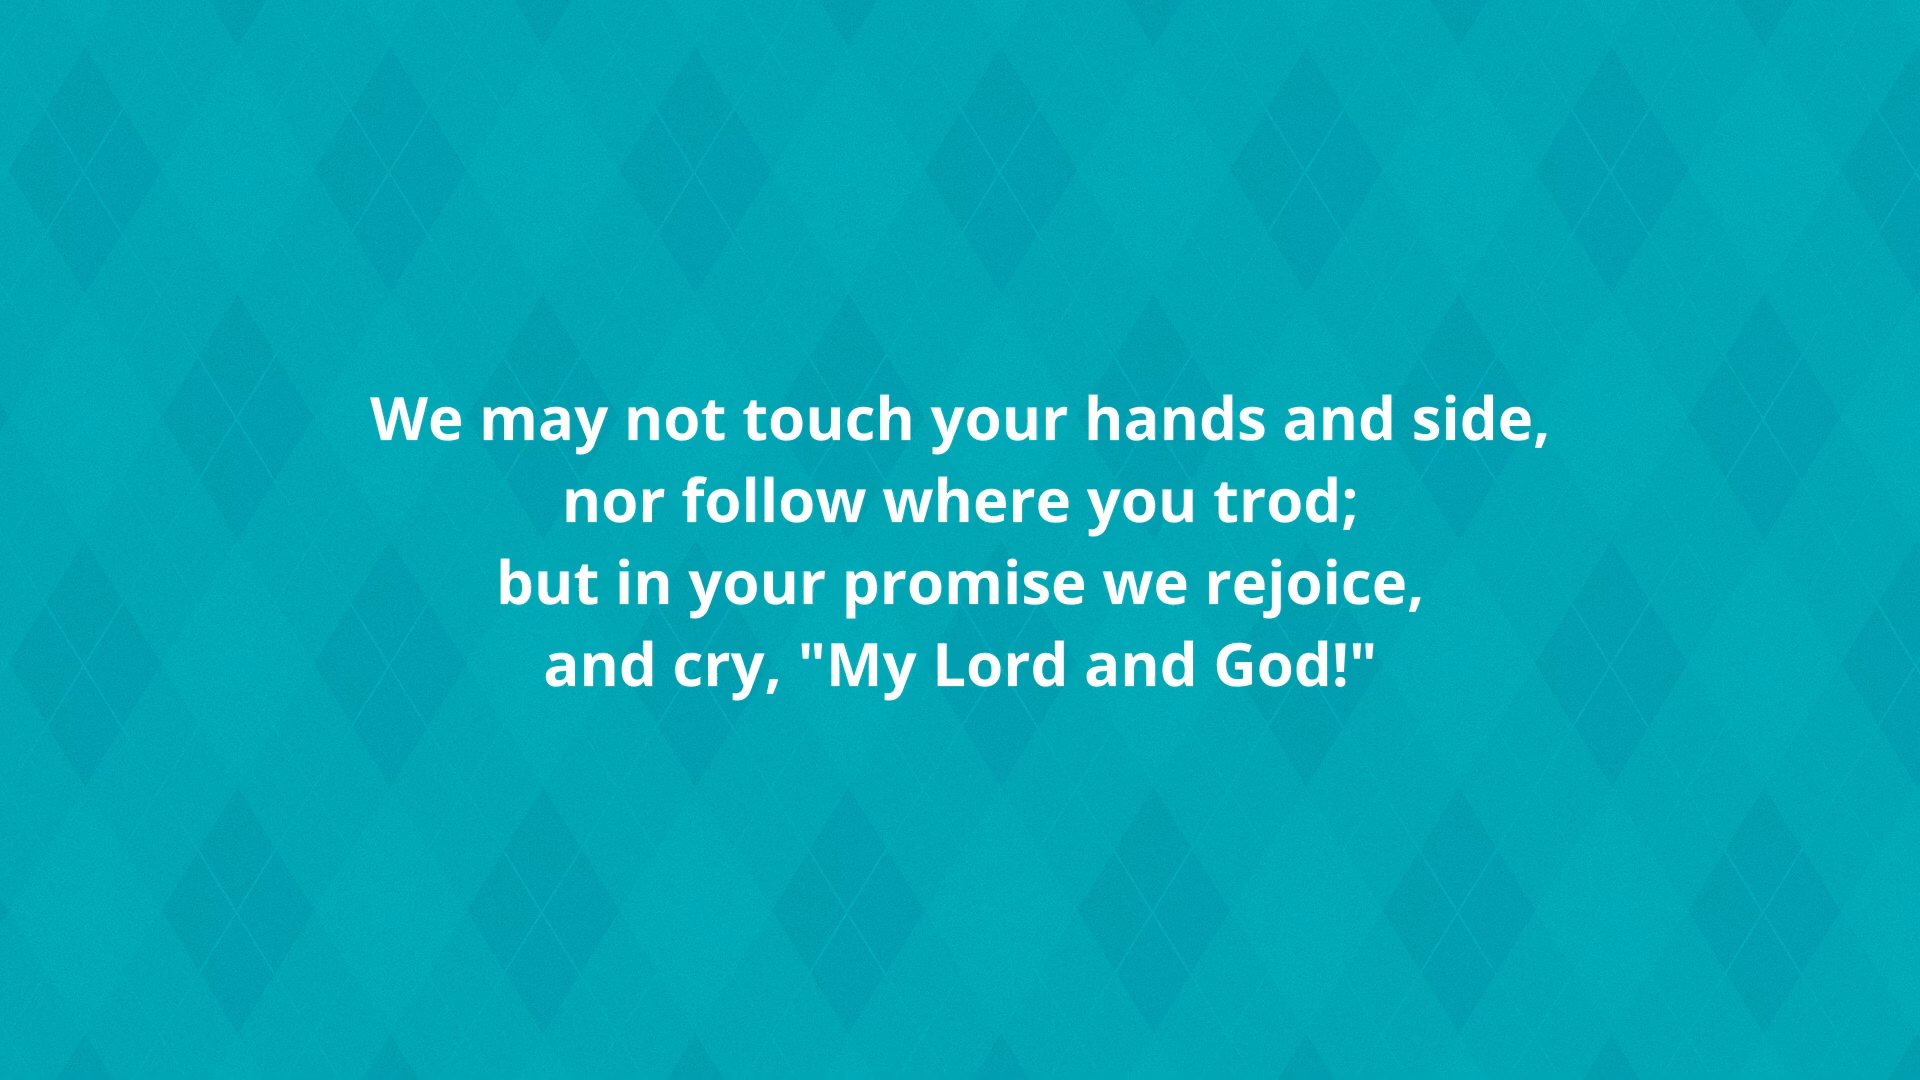 We may not touch your hands and side,
nor follow where you trod;
but in your promise we rejoice,
and cry, "My Lord and God!"